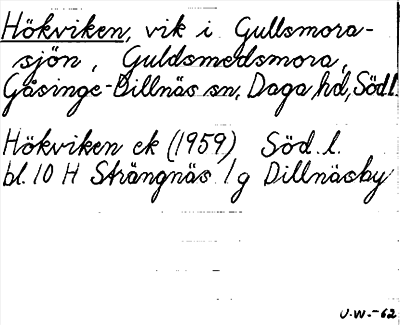 Hökviken, vik i Gullsmora-
sjön, Guldsmedsmora,
Gåsinge-Dillnäs sn, Daga hd, Södl.
Hökviken ek (1959) Söd. l.
bl. 10 H Strängnäs 1g Dillnäsby
U.W.-62